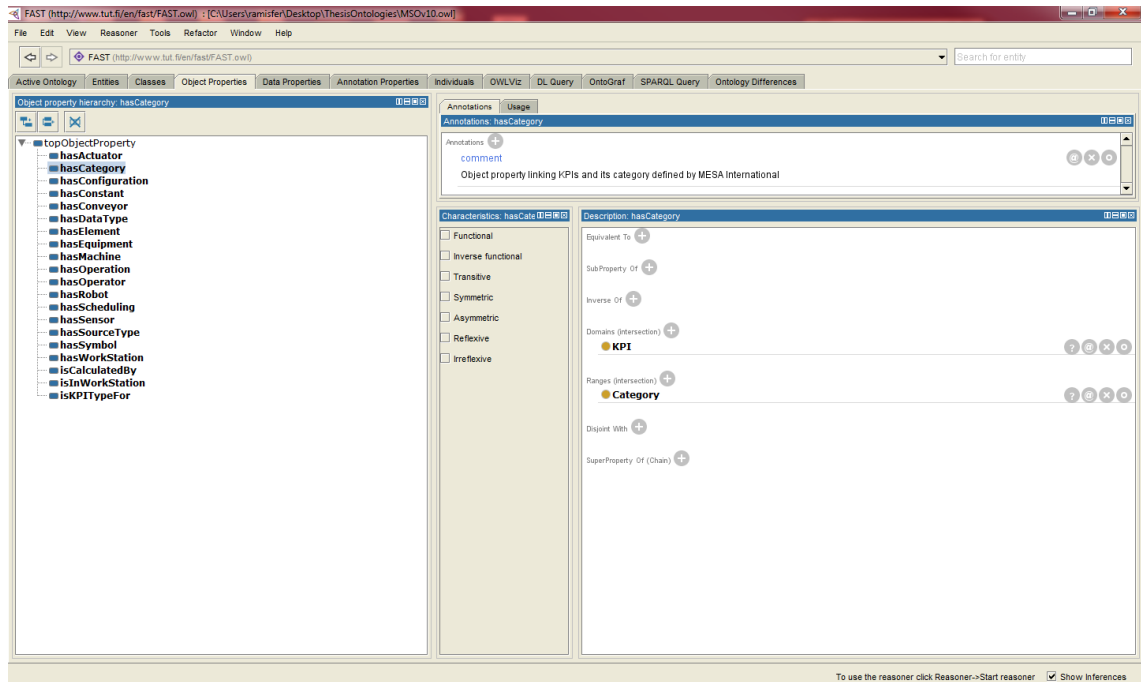 FAST (http://www.tut.fi/en/fast/FAST.owl) : [C:\Users\ramisfer\Desktop\ThesisOntologies\MSOv10.owl]
File Edit View Reasoner Tools Refactor Window Help
FAST (http://www.tut.fi/en/fast/FAST.owl)
Search for entity
Active Ontology Entities Classes Object Properties Data Properties Annotation Properties Individuals OWLViz DL Query OntoGraf SPARQL Query Ontology Differences
Object property hierarchy: hasCategory
topObjectProperty
hasActuator
hasCategory
hasConfiguration
hasConstant
hasConveyor
hasDataType
hasElement
hasEquipment
hasMachine
hasOperation
hasOperator
hasRobot
hasScheduling
hasSensor
hasSourceType
hasSymbol
hasWorkStation
isCalculatedBy
isInWorkStation
isKPITypeFor
Annotations Usage
Annotations: hasCategory
Annotations
comment
Object property linking KPIs and its category defined by MESA International
Characteristics: hasCate
Functional
Inverse functional
Transitive
Symmetric
Asymmetric
Reflexive
Irreflexive
Description: hasCategory
Equivalent To
SubProperty Of
Inverse Of
Domains (intersection)
KPI
Ranges (intersection)
Category
Disjoint With
SuperProperty Of (Chain)
To use the reasoner click Reasoner->Start reasoner Show Inferences